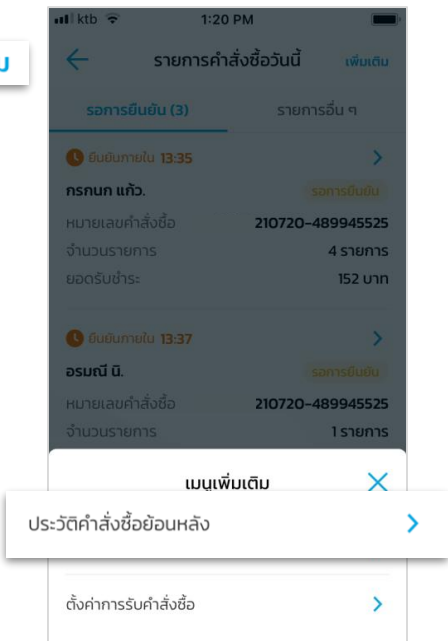 ktb 1:20 PM
รายการคำสั่งซื้อวันนี้ เพิ่มเติม
รอการยืนยัน (3) รายการอื่น ๆ
ยืนยันภายใน 13:35
กรกนก แก้ว. รอการยืนยัน
หมายเลขคำสั่งซื้อ 210720-489945525
จำนวนรายการ 4 รายการ
ยอดรับชำระ 152 บาท
ยืนยันภายใน 13:37
อรมณี นิ. รอการยืนยัน
หมายเลขคำสั่งซื้อ 210720-489945525
จำนวนรายการ 1 รายการ
เมนูเพิ่มเติม
ประวัติคำสั่งซื้อย้อนหลัง
ตั้งค่าการรับคำสั่งซื้อ